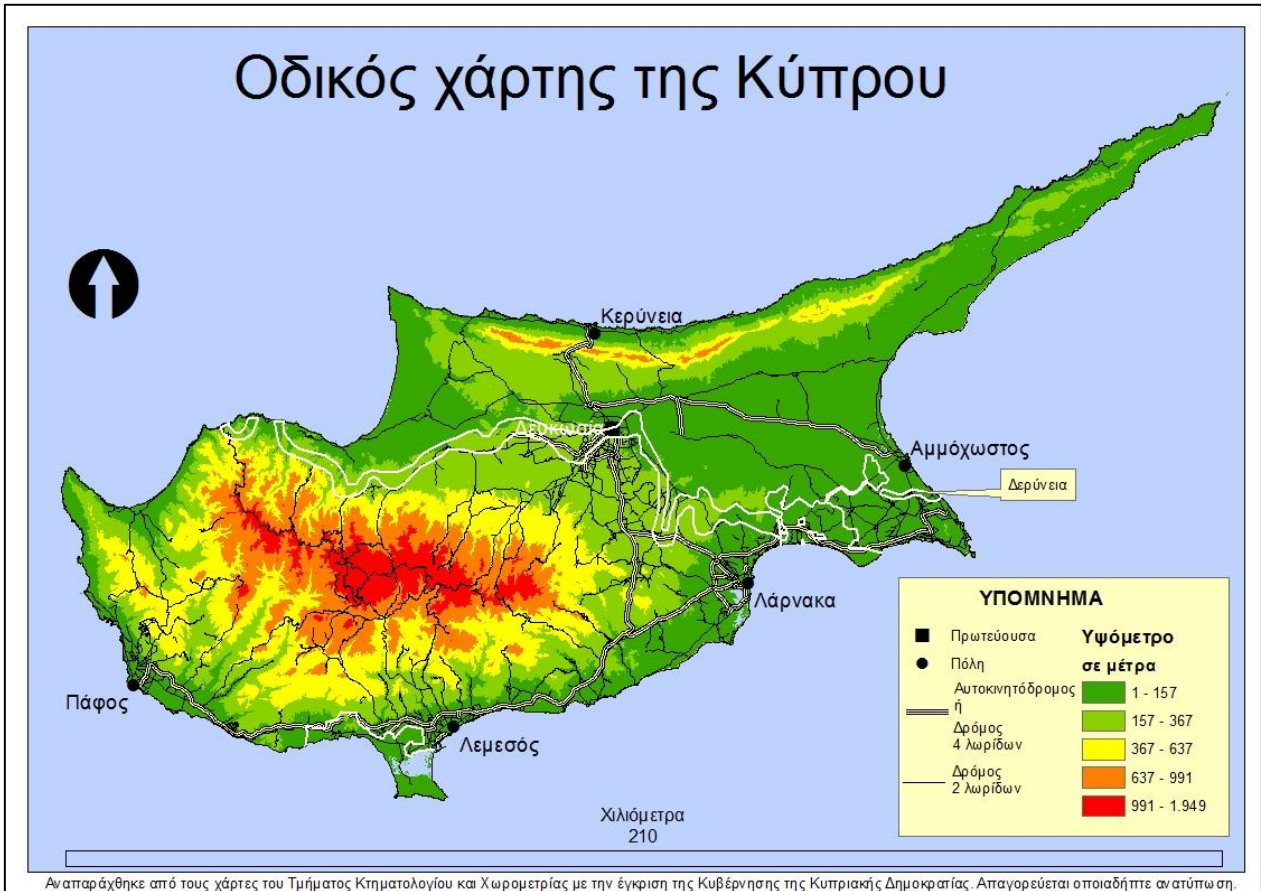 Οδικός χάρτης της Κύπρου
Κερύνεια
Λευκωσία
Αμμόχωστος
Δερύνεια
Λάρνακα
Πάφος
Λεμεσός
ΥΠΟΜΝΗΜΑ
Πρωτεύουσα
Πόλη
Αυτοκινητόδρομος
ή
Δρόμος
4 λωρίδων
Δρόμος
2 λωρίδων
Υψόμετρο
σε μέτρα
1 - 157
157 - 367
367 - 637
637 - 991
991 - 1.949
Χιλιόμετρα
210
Αναπαράχθηκε από τους χάρτες του Τμήματος Κτηματολογίου και Χωρομετρίας με την έγκριση της Κυβέρνησης της Κυπριακής Δημοκρατίας. Απαγορεύεται οποιαδήπτε ανατύπωση.